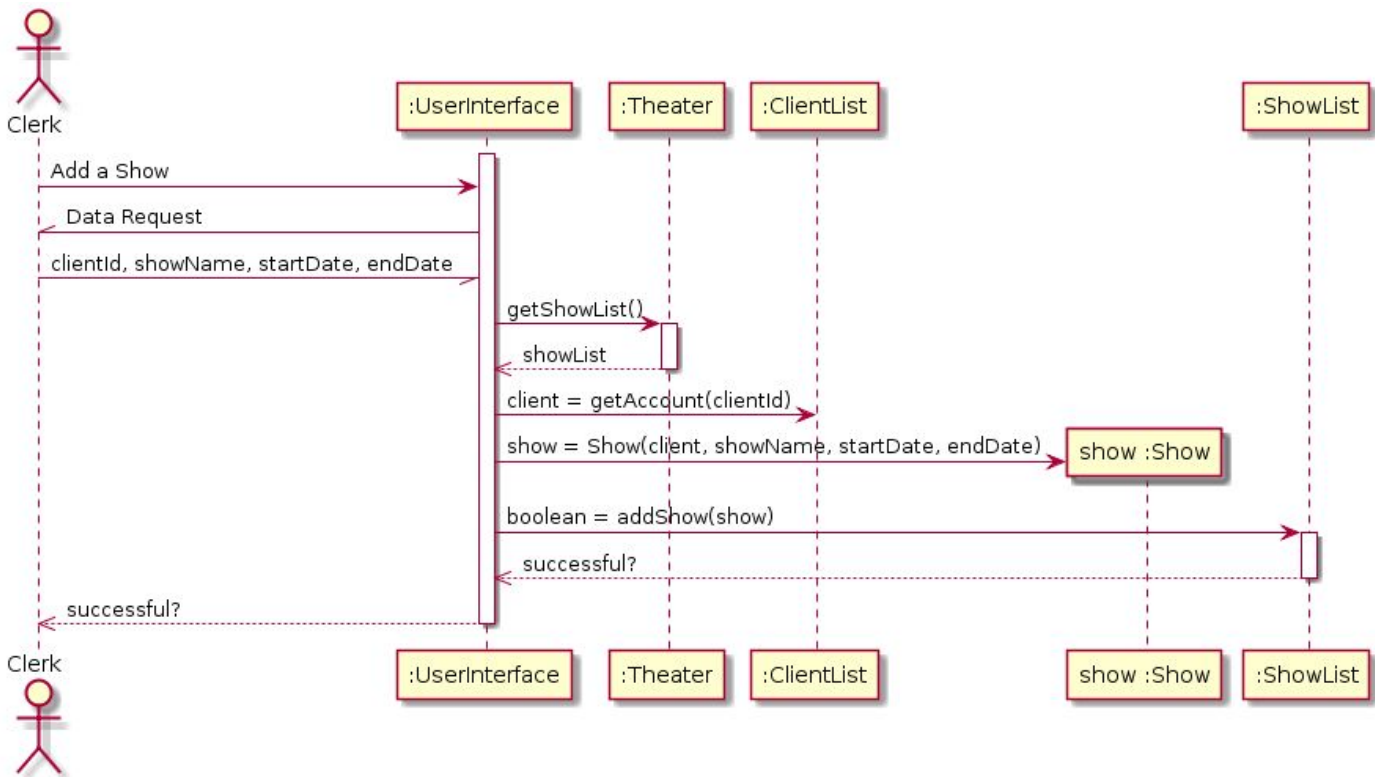 Clerk
:UserInterface
:Theater
:ClientList
:ShowList
Add a Show
Data Request
clientId, showName, startDate, endDate
getShowList()
showList
client = getAccount(clientId)
show = Show(client, showName, startDate, endDate)
show :Show
boolean = addShow(show)
successful?
successful?
Clerk
:UserInterface
:Theater
:ClientList
show :Show
:ShowList